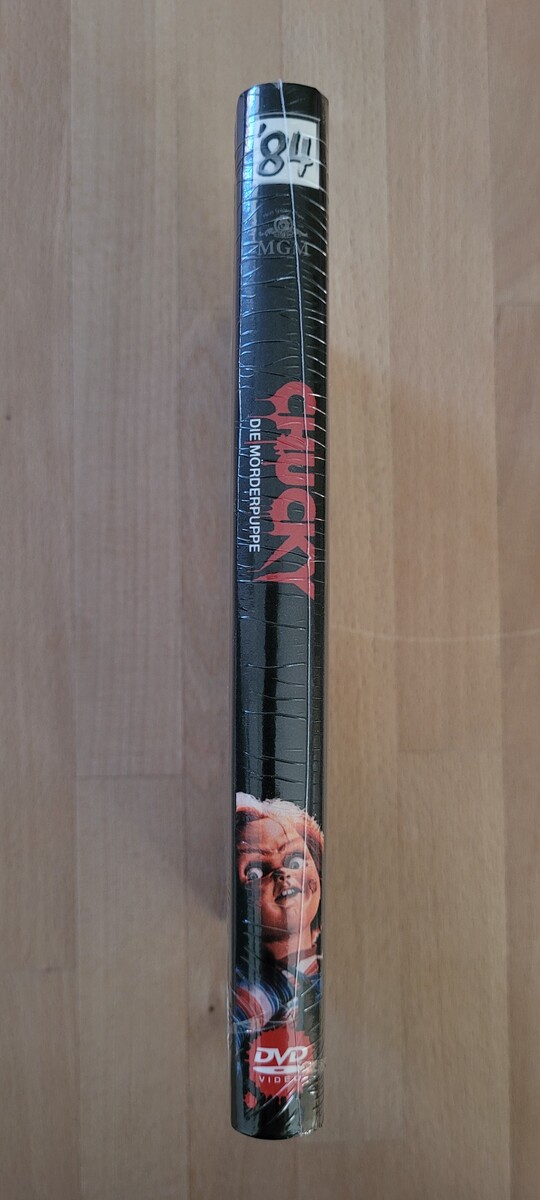 '84
MGM
CHUCKY
DIE MÖRDERPUPPE
DVD
VIDEO